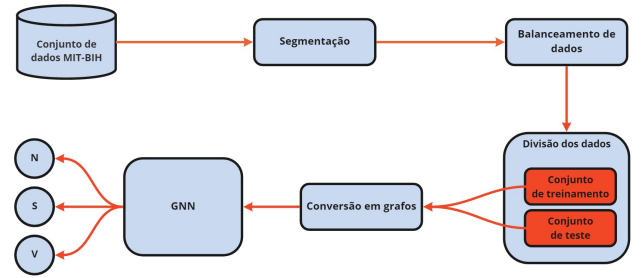 Conjunto de
dados MIT-BIH
Segmentação
Balanceamento de
dados
Divisão dos dados
Conjunto
de treinamento
Conjunto
de teste
Conversão em grafos
GNN
N
S
V